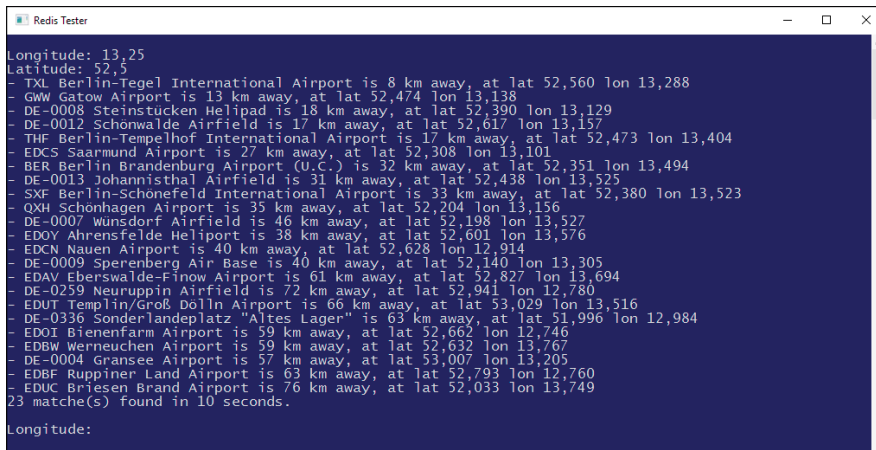 Redis Tester
Longitude: 13,25
Latitude: 52,5
- TXL Berlin-Tegel International Airport is 8 km away, at lat 52,560 lon 13,288
- GWW Gatow Airport is 13 km away, at lat 52,474 lon 13,138
- DE-0008 Steinstücken Helipad is 18 km away, at lat 52,390 lon 13,129
- DE-0012 Schönwalde Airfield is 17 km away, at lat 52,617 lon 13,157
- THF Berlin-Tempelhof International Airport is 17 km away, at lat 52,473 lon 13,404
- EDCS Saarmund Airport is 27 km away, at lat 52,308 lon 13,101
- BER Berlin Brandenburg Airport (U.C.) is 32 km away, at lat 52,351 lon 13,494
- DE-0013 Johannisthal Airfield is 31 km away, at lat 52,438 lon 13,525
- SXF Berlin-Schönefeld International Airport is 33 km away, at lat 52,380 lon 13,523
- QXH Schönhagen Airport is 35 km away, at lat 52,204 lon 13,156
- DE-0007 Wünsdorf Airfield is 46 km away, at lat 52,198 lon 13,527
- EDOY Ahrensfelde Heliport is 38 km away, at lat 52,601 lon 13,576
- EDCN Nauen Airport is 40 km away, at lat 52,628 lon 12,914
- DE-0009 Sperenberg Air Base is 40 km away, at lat 52,140 lon 13,305
- EDAV Eberswalde-Finow Airport is 61 km away, at lat 52,827 lon 13,694
- DE-0259 Neuruppin Airfield is 72 km away, at lat 52,941 lon 12,780
- EDUT Templin/Groß Dölln Airport is 66 km away, at lat 53,029 lon 13,516
- DE-0336 Sonderlandeplatz "Altes Lager" is 63 km away, at lat 51,996 lon 12,984
- EDOI Bienenfarm Airport is 59 km away, at lat 52,662 lon 12,746
- EDBW Werneuchen Airport is 59 km away, at lat 52,632 lon 13,767
- DE-0004 Gransee Airport is 57 km away, at lat 53,007 lon 13,205
- EDBF Ruppiner Land Airport is 63 km away, at lat 52,793 lon 12,760
- EDUC Briesen Brand Airport is 76 km away, at lat 52,033 lon 13,749
23 matche(s) found in 10 seconds.
Longitude: